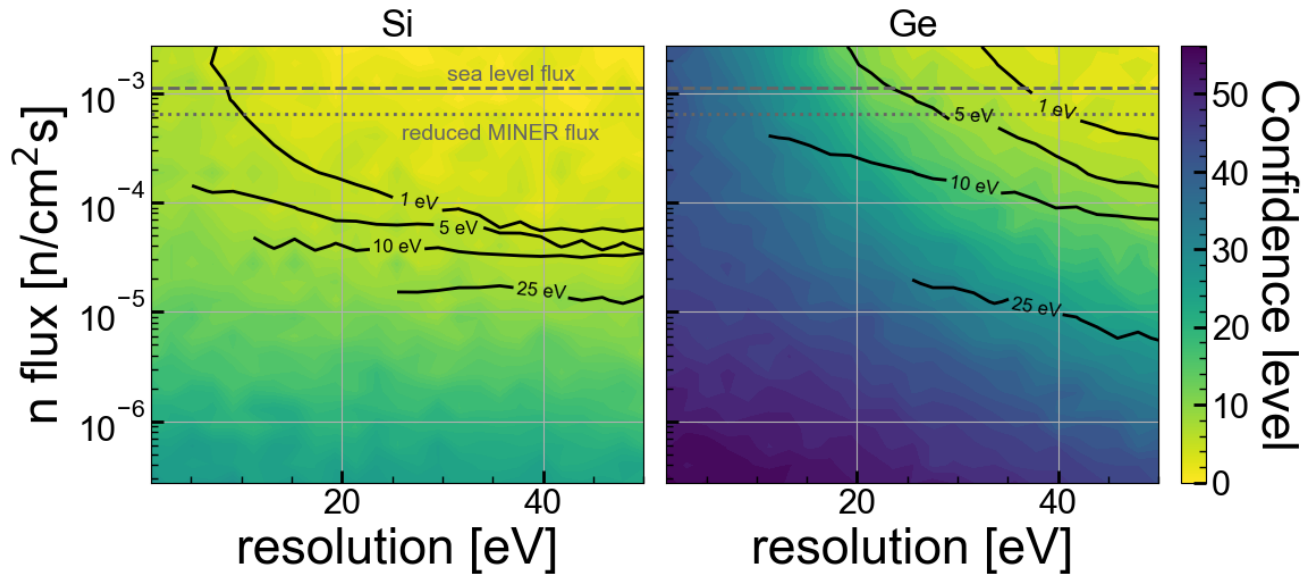 Si
Ge
n flux [n/cm²s]
10⁻³
10⁻⁴
10⁻⁵
10⁻⁶
sea level flux
reduced MINER flux
1 eV
5 eV
10 eV
25 eV
20
40
resolution [eV]
1 eV
5 eV
10 eV
25 eV
20
40
resolution [eV]
50
40
30
20
10
0
Confidence level